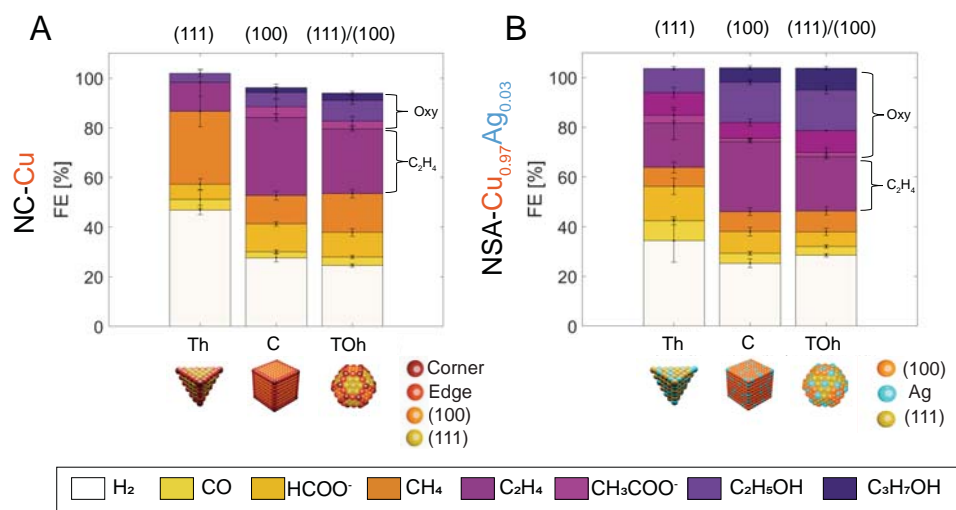 A
(111) (100) (111)/(100)
NC-Cu
FE [%]
100
80
60
40
20
0
Oxy
C₂H₄
Th C TOh
Corner
Edge
(100)
(111)
B
(111) (100) (111)/(100)
NSA-Cu₀.₉₇Ag₀.₀₃
FE [%]
100
80
60
40
20
0
Oxy
C₂H₄
Th C TOh
(100)
Ag
(111)
H₂ CO HCOO⁻ CH₄ C₂H₄ CH₃COO⁻ C₂H₅OH C₃H₇OH